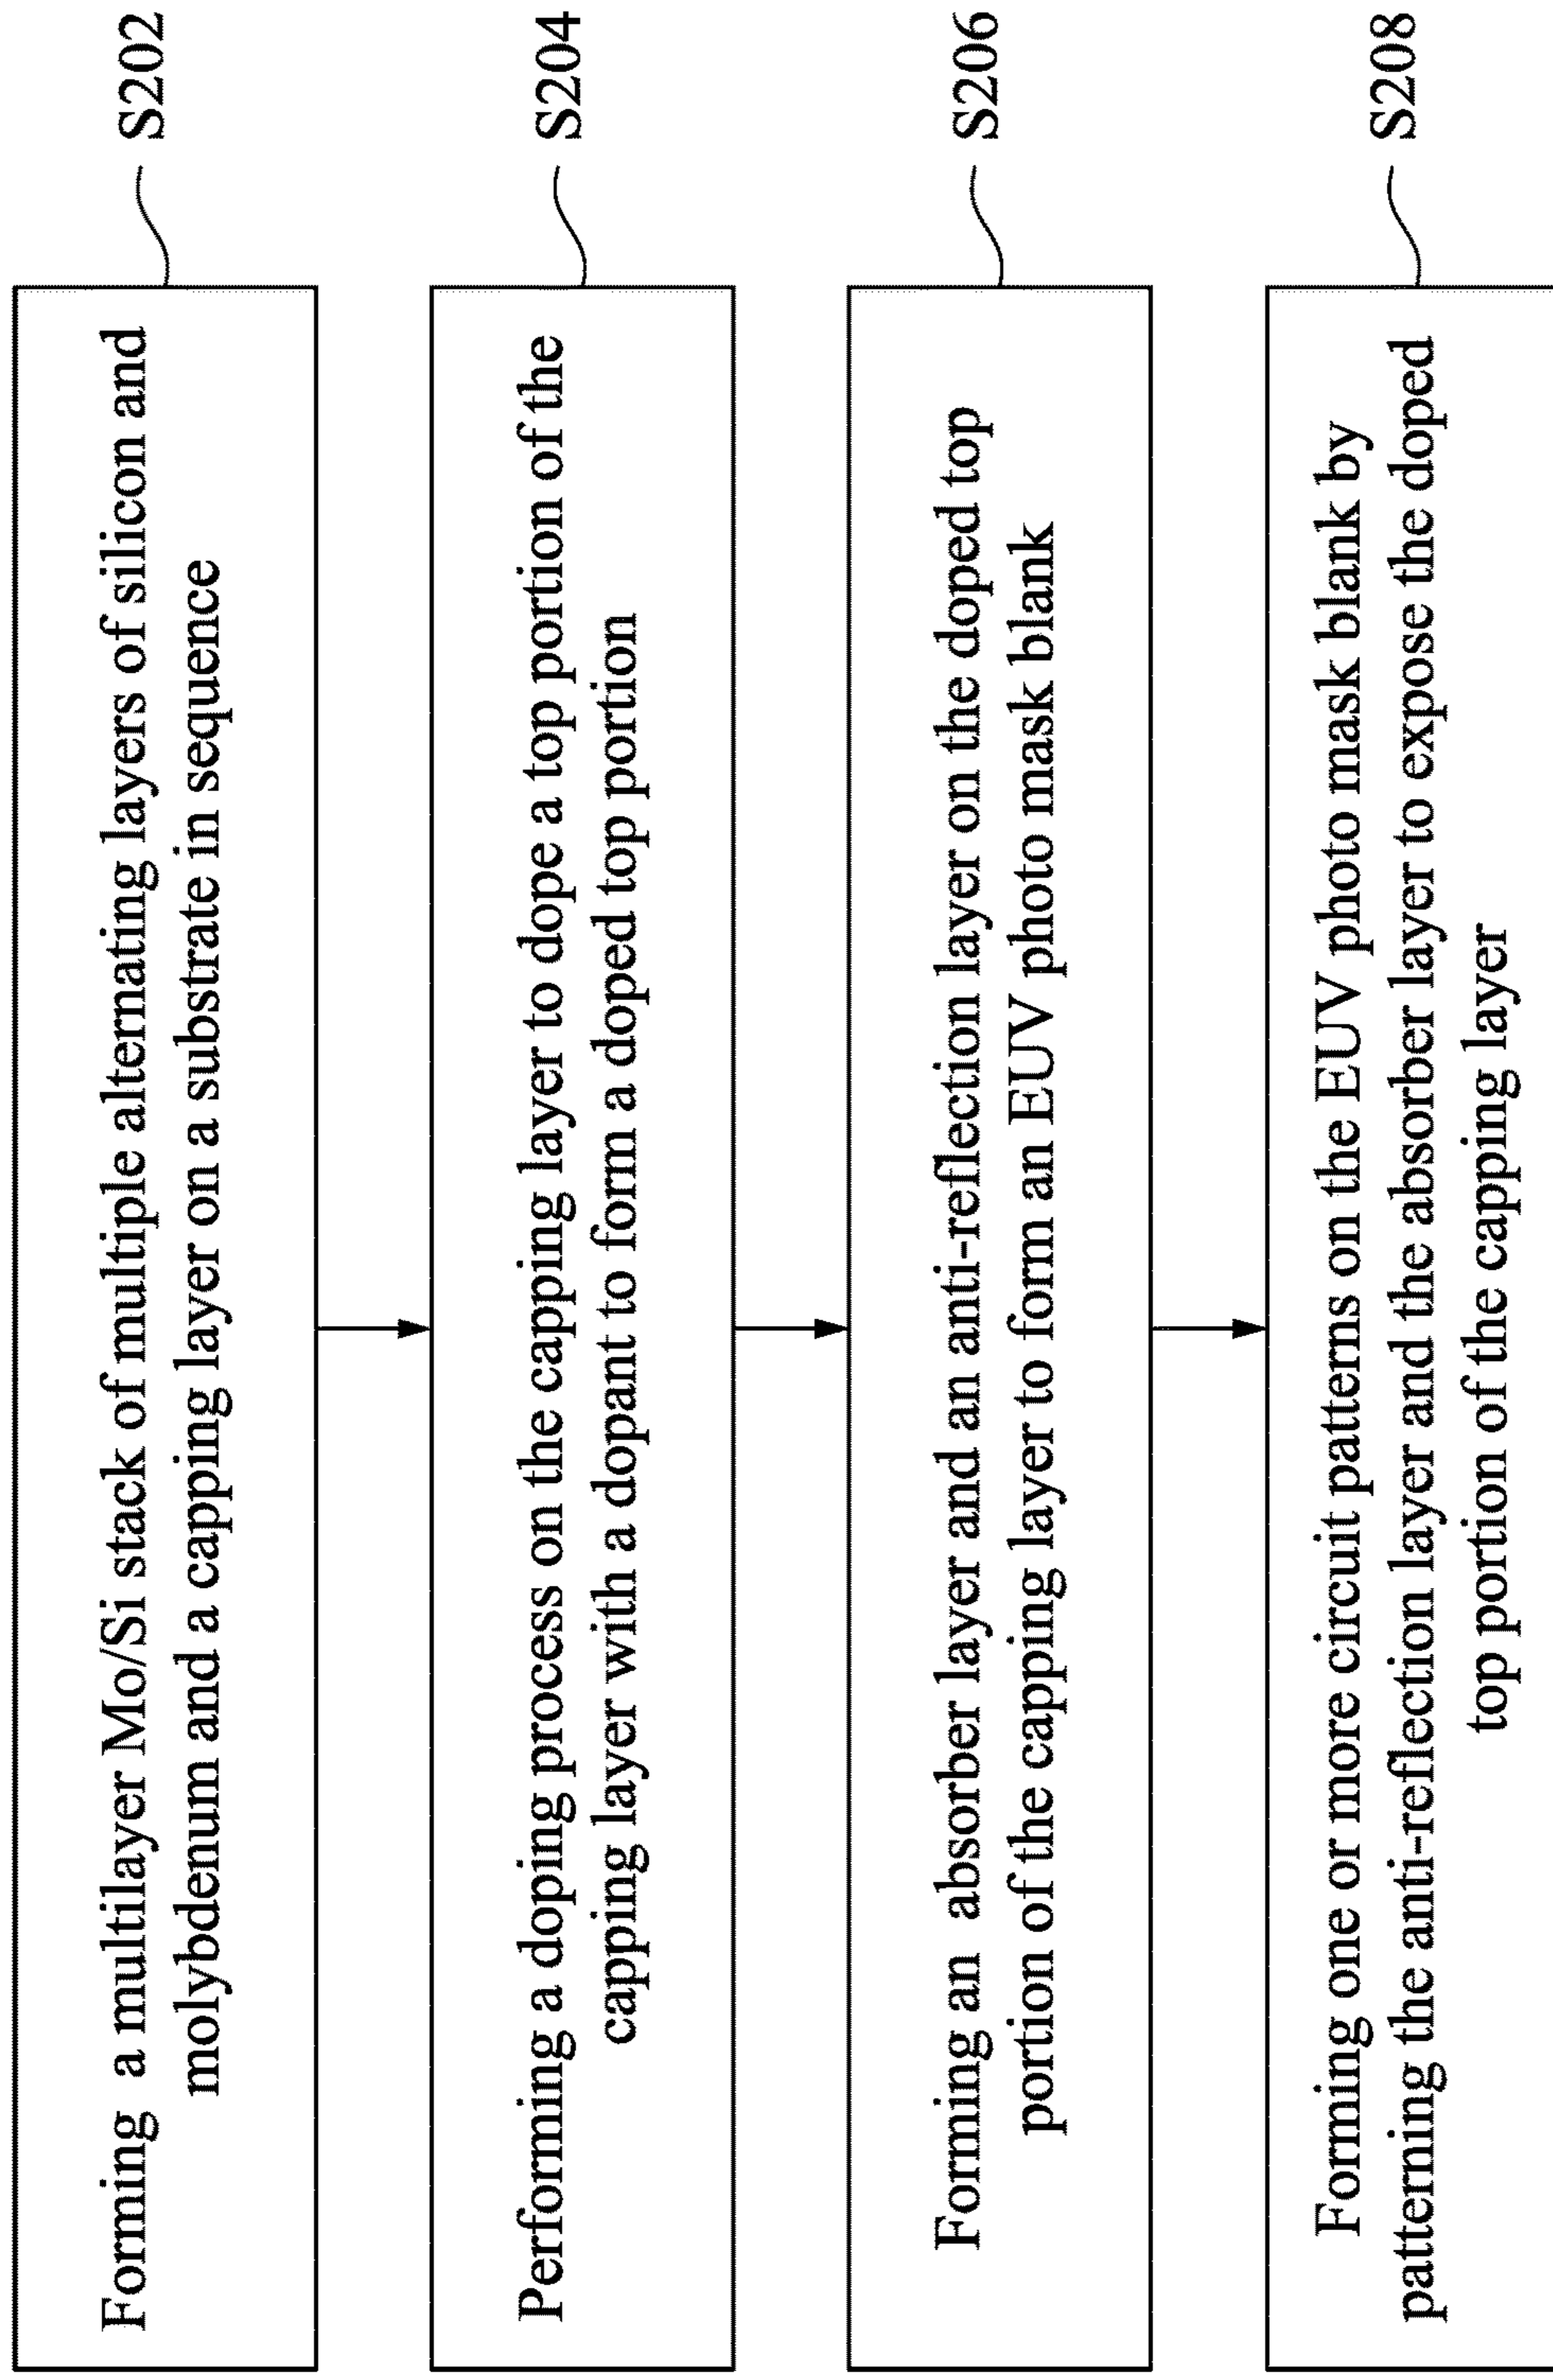 Forming a multilayer Mo/Si stack of multiple alternating layers of silicon and
molybdenum and a capping layer on a substrate in sequence
S202
Performing a doping process on the capping layer to dope a top portion of the
capping layer with a dopant to form a doped top portion
S204
Forming an absorber layer and an anti-reflection layer on the doped top
portion of the capping layer to form an EUV photo mask blank
S206
Forming one or more circuit patterns on the EUV photo mask blank by
patterning the anti-reflection layer and the absorber layer to expose the doped
top portion of the capping layer
S208